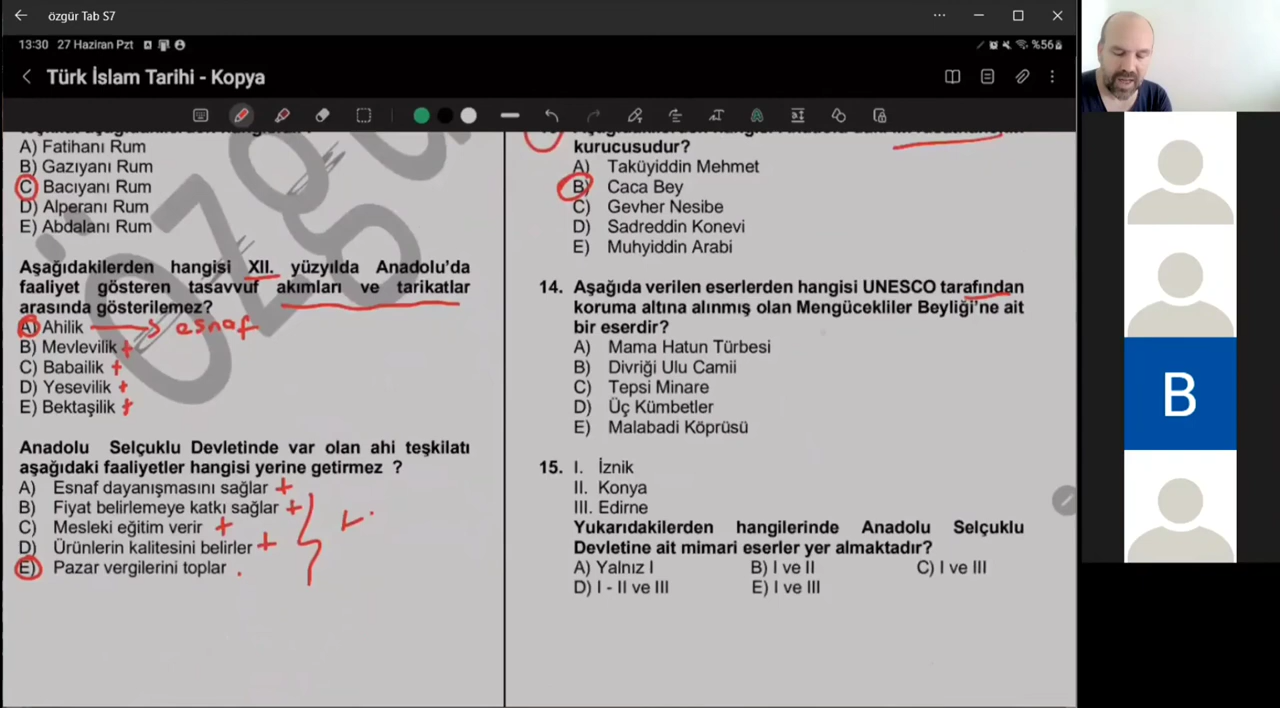 özgür Tab S7
13:30 27 Haziran Pzt
%56
Türk İslam Tarihi - Kopya
A) Fatihanı Rum
B) Gazıyanı Rum
C) Bacıyanı Rum
D) Alperanı Rum
E) Abdalanı Rum
Aşağıdakilerden hangisi XII. yüzyılda Anadolu'da
faaliyet gösteren tasavvuf akımları ve tarikatlar
arasında gösterilemez?
A) Ahilik → esnaf
B) Mevlevilik +
C) Babailik +
D) Yesevilik +
E) Bektaşilik +
Anadolu Selçuklu Devletinde var olan ahi teşkilatı
aşağıdaki faaliyetler hangisi yerine getirmez ?
A) Esnaf dayanışmasını sağlar +
B) Fiyat belirlemeye katkı sağlar +
C) Mesleki eğitim verir +
D) Ürünlerin kalitesini belirler +
E) Pazar vergilerini toplar .
kurucusudur?
A) Taküyiddin Mehmet
B) Caca Bey
C) Gevher Nesibe
D) Sadreddin Konevi
E) Muhyiddin Arabi
14. Aşağıda verilen eserlerden hangisi UNESCO tarafından
koruma altına alınmış olan Mengücekliler Beyliği'ne ait
bir eserdir?
A) Mama Hatun Türbesi
B) Divriği Ulu Camii
C) Tepsi Minare
D) Üç Kümbetler
E) Malabadi Köprüsü
15. I. İznik
II. Konya
III. Edirne
Yukarıdakilerden hangilerinde Anadolu Selçuklu
Devletine ait mimari eserler yer almaktadır?
A) Yalnız I B) I ve II C) I ve III
D) I - II ve III E) I ve III
B